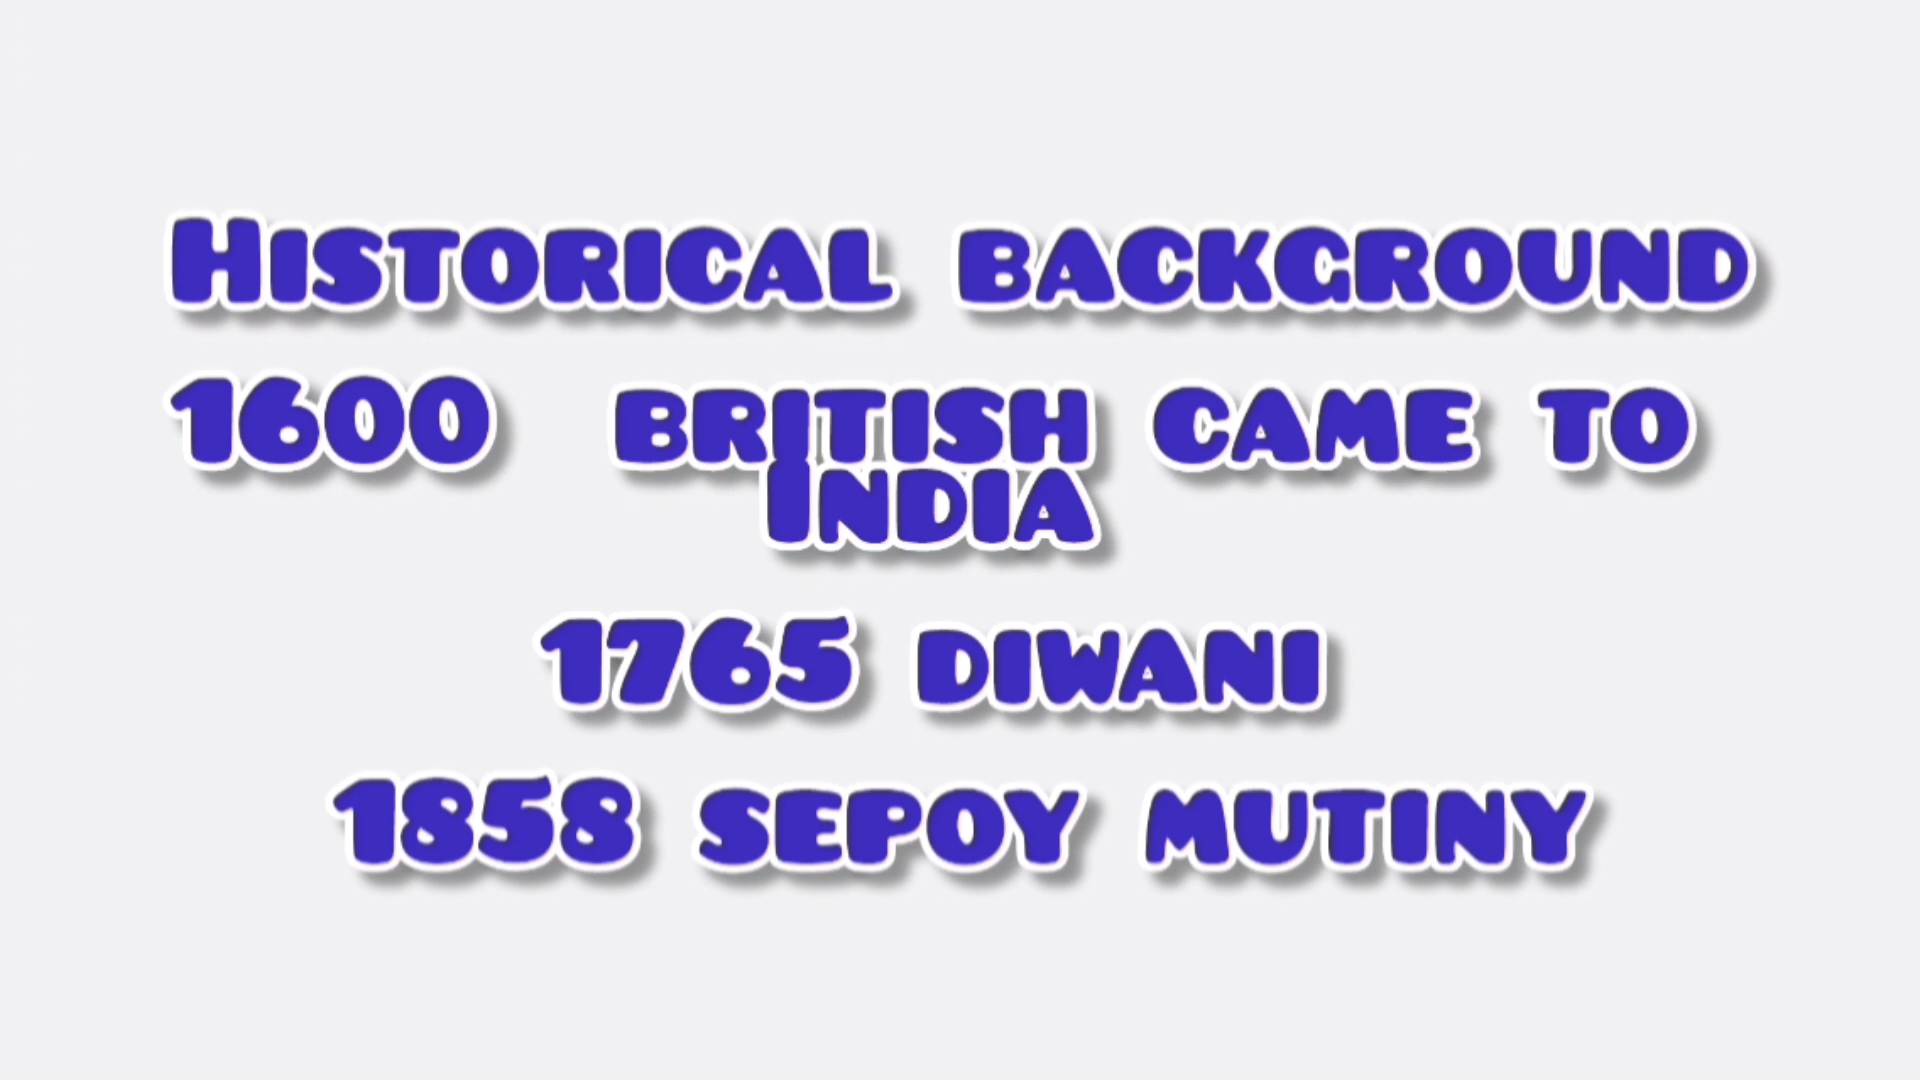 Historical background
1600 british came to
India
1765 diwani
1858 sepoy mutiny